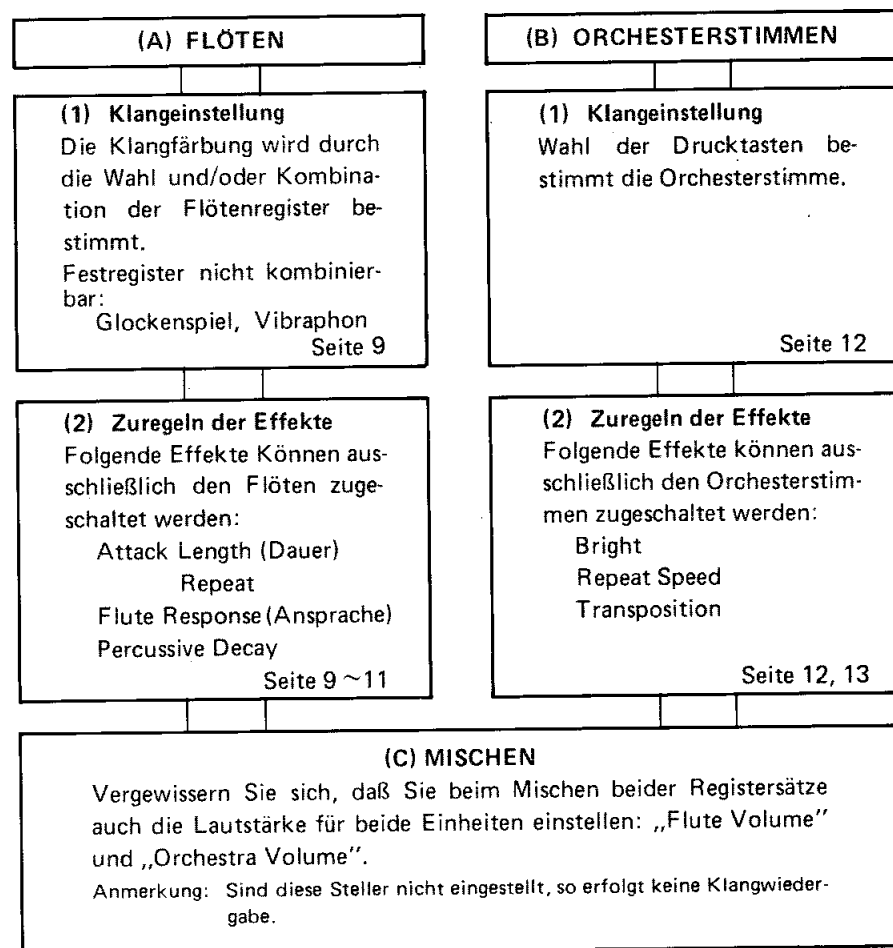 (A) FLÖTEN
(1) Klangeinstellung
Die Klangfärbung wird durch
die Wahl und/oder Kombina-
tion der Flötenregister be-
stimmt.
Festregister nicht kombinier-
bar:
Glockenspiel, Vibraphon
Seite 9
(2) Zuregeln der Effekte
Folgende Effekte Können aus-
schließlich den Flöten zuge-
schaltet werden:
Attack Length (Dauer)
Repeat
Flute Response (Ansprache)
Percussive Decay
Seite 9 ~11
(B) ORCHESTERSTIMMEN
(1) Klangeinstellung
Wahl der Drucktasten be-
stimmt die Orchesterstimme.
Seite 12
(2) Zuregeln der Effekte
Folgende Effekte können aus-
schließlich den Orchesterstim-
men zugeschaltet werden:
Bright
Repeat Speed
Transposition
Seite 12, 13
(C) MISCHEN
Vergewissern Sie sich, daß Sie beim Mischen beider Registersätze
auch die Lautstärke für beide Einheiten einstellen: ,,Flute Volume’’
und ,,Orchestra Volume’’.
Anmerkung: Sind diese Steller nicht eingestellt, so erfolgt keine Klangwieder-
gabe.